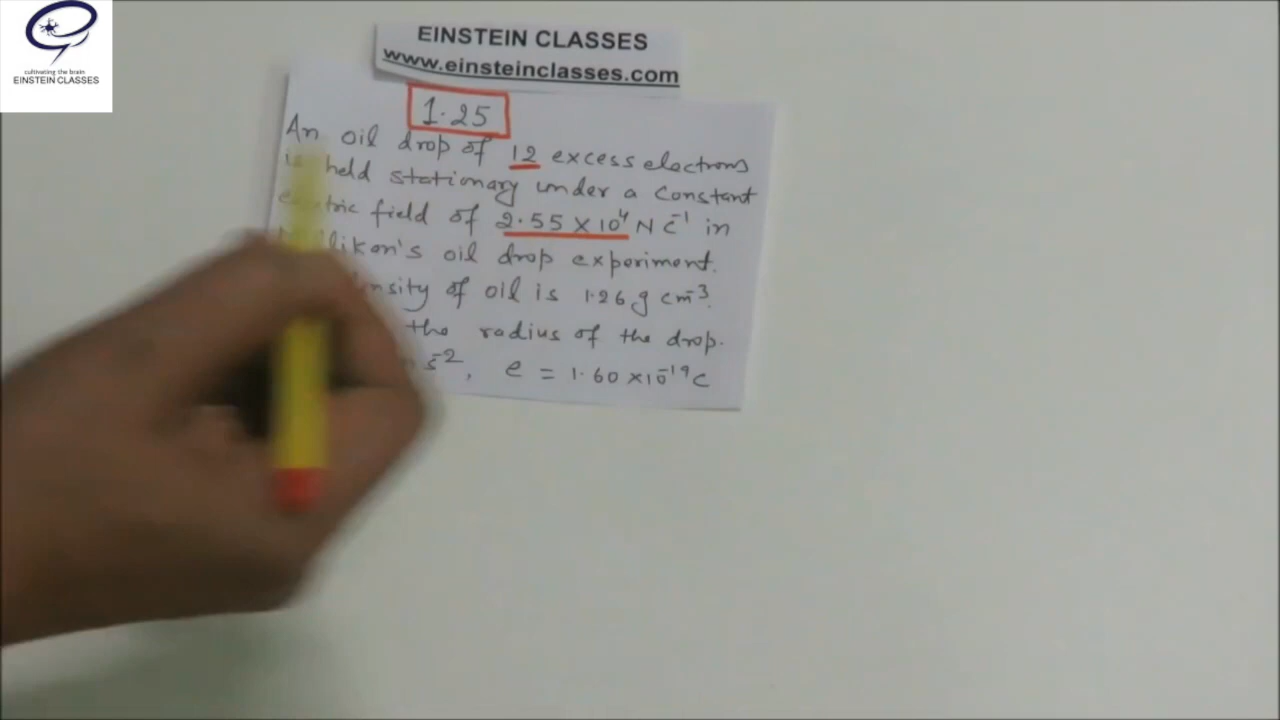 cultivating the brain
EINSTEIN CLASSES
EINSTEIN CLASSES
www.einsteinclasses.com
1.25
An oil drop of 12 excess electrons
held stationary under a constant
field of 2.55 × 10⁴ N C⁻¹ in
oil drop experiment.
of oil is 1.26 g cm⁻³.
the radius of the drop.
s⁻², e = 1.60 × 10⁻¹⁹ C